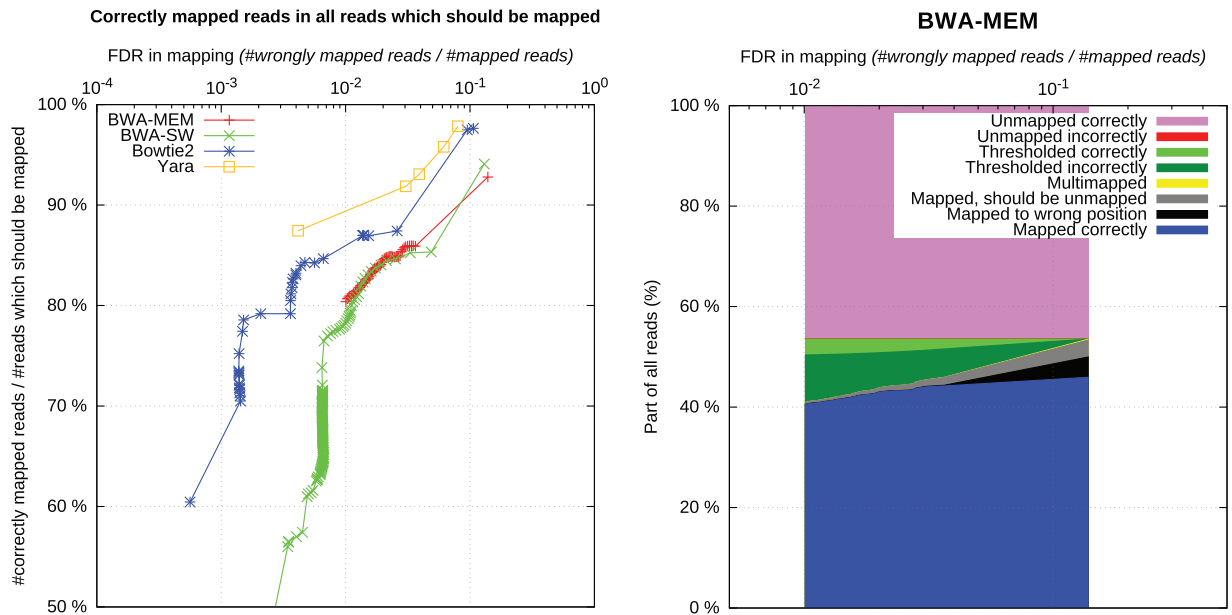 Correctly mapped reads in all reads which should be mapped
FDR in mapping (#wrongly mapped reads / #mapped reads)
10-4 10-3 10-2 10-1 100
100 %
90 %
80 %
70 %
60 %
50 %
#correctly mapped reads / #reads which should be mapped
BWA-MEM
BWA-SW
Bowtie2
Yara
BWA-MEM
FDR in mapping (#wrongly mapped reads / #mapped reads)
10-2 10-1
100 %
80 %
60 %
40 %
20 %
0 %
Part of all reads (%)
Unmapped correctly
Unmapped incorrectly
Thresholded correctly
Thresholded incorrectly
Multimapped
Mapped, should be unmapped
Mapped to wrong position
Mapped correctly